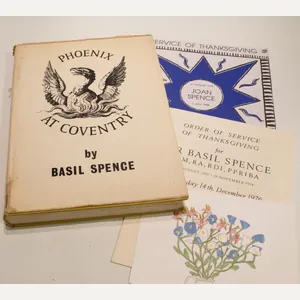 PHOENIX
AT COVENTRY
by
BASIL SPENCE
SERVICE OF THANKSGIVING
JOAN
SPENCE
ORDER OF SERVICE
OF THANKSGIVING
for
R BASIL SPENCE
M, RA, RDI, PPRIBA
day 14th December 1976